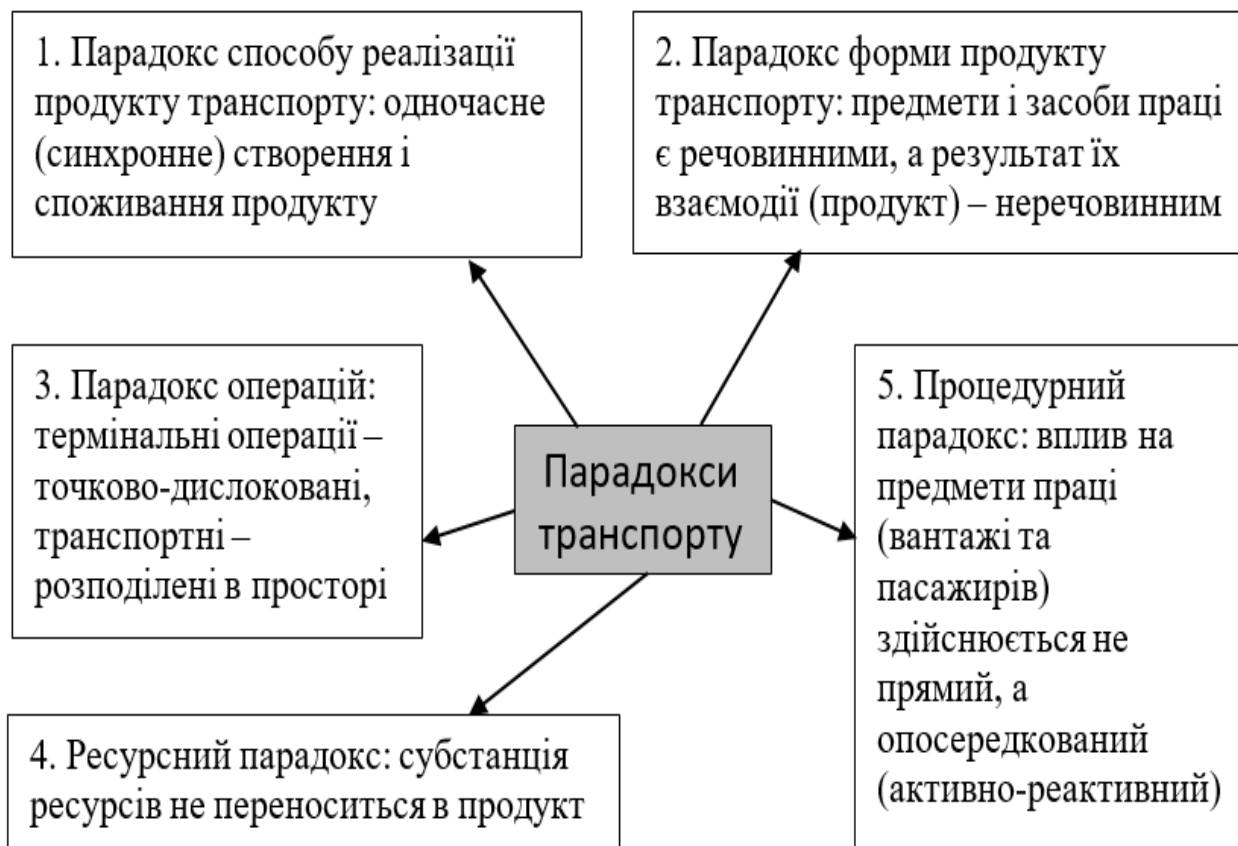 1. Парадокс способу реалізації
продукту транспорту: одночасне
(синхронне) створення і
споживання продукту
2. Парадокс форми продукту
транспорту: предмети і засоби праці
є речовинними, а результат їх
взаємодії (продукт) – неречовинним
3. Парадокс операцій:
термінальні операції –
точково-дислоковані,
транспортні –
розподілені в просторі
Парадокси
транспорту
5. Процедурний
парадокс: вплив на
предмети праці
(вантажі та
пасажирів)
здійснюється не
прямий, а
опосередкований
(активно-реактивний)
4. Ресурсний парадокс: субстанція
ресурсів не переноситься в продукт